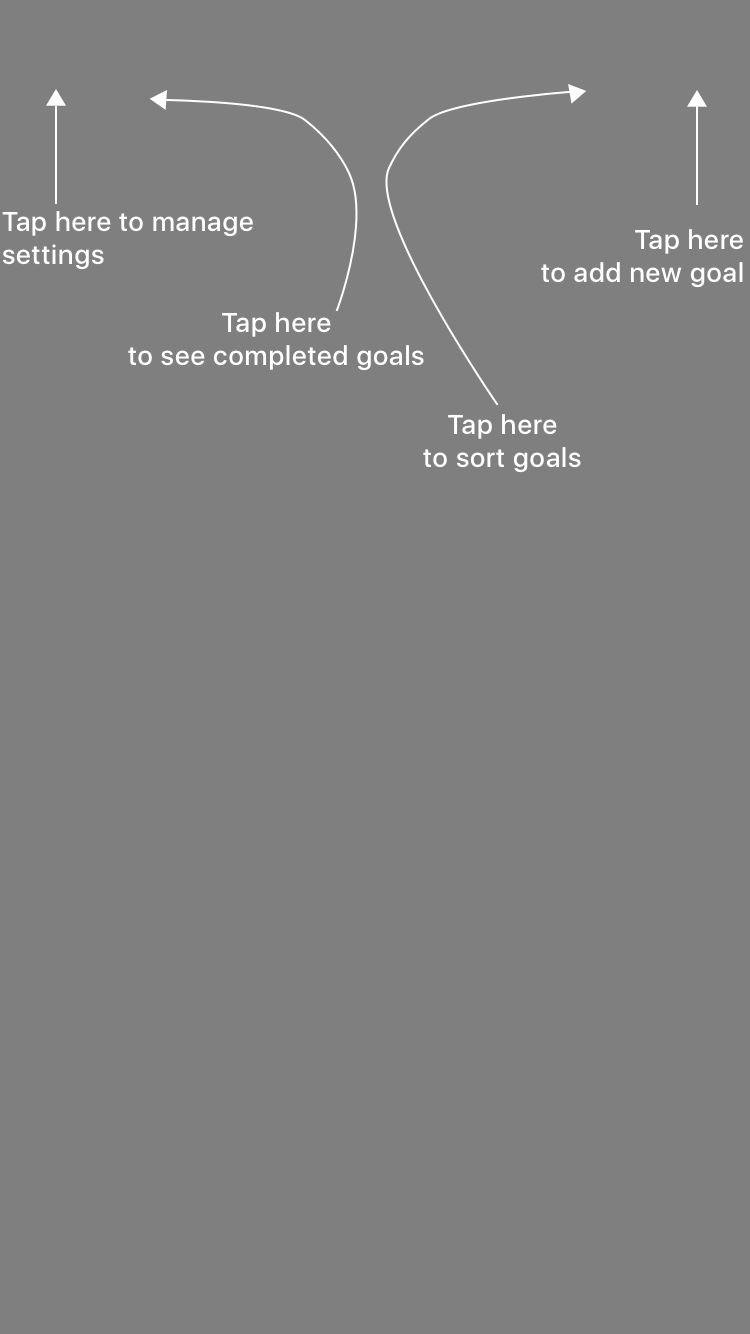 Tap here to manage
settings
Tap here
to add new goal
Tap here
to see completed goals
Tap here
to sort goals